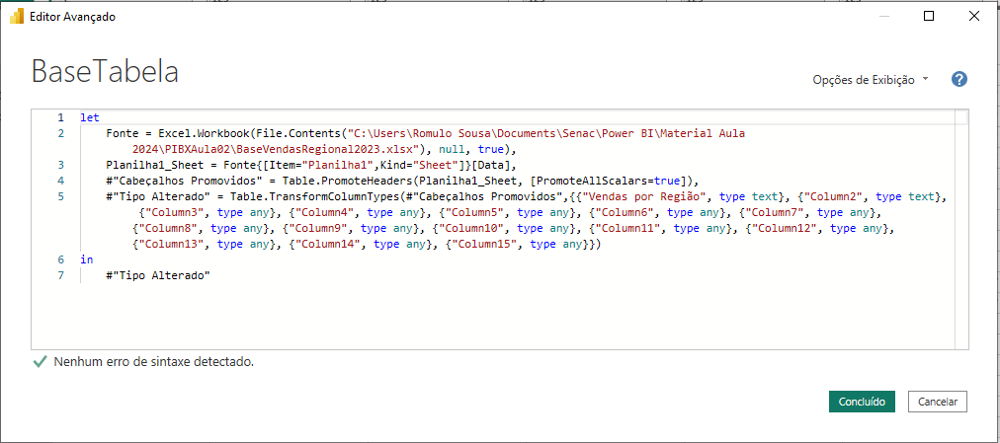 Editor Avançado
BaseTabela
Opções de Exibição
?
1 let
2 Fonte = Excel.Workbook(File.Contents("C:\Users\Romulo Sousa\Documents\Senac\Power BI\Material Aula
2024\PIBXAula02\BaseVendasRegional2023.xlsx"), null, true),
3 Planilha1_Sheet = Fonte{[Item="Planilha1",Kind="Sheet"]}[Data],
4 #"Cabeçalhos Promovidos" = Table.PromoteHeaders(Planilha1_Sheet, [PromoteAllScalars=true]),
5 #"Tipo Alterado" = Table.TransformColumnTypes(#"Cabeçalhos Promovidos",{{"Vendas por Região", type text}, {"Column2", type text},
{"Column3", type any}, {"Column4", type any}, {"Column5", type any}, {"Column6", type any}, {"Column7", type any},
{"Column8", type any}, {"Column9", type any}, {"Column10", type any}, {"Column11", type any}, {"Column12", type any},
{"Column13", type any}, {"Column14", type any}, {"Column15", type any}})
6 in
7 #"Tipo Alterado"
Nenhum erro de sintaxe detectado.
Concluído
Cancelar